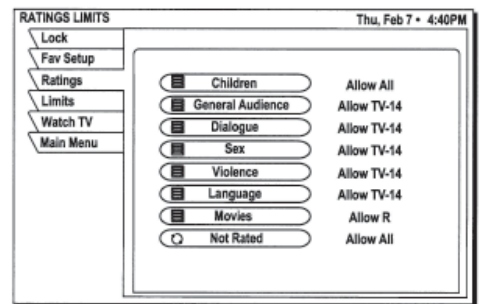 RATINGS LIMITS
Thu, Feb 7 • 4:40PM
Lock
Fav Setup
Ratings
Limits
Watch TV
Main Menu
Children Allow All
General Audience Allow TV-14
Dialogue Allow TV-14
Sex Allow TV-14
Violence Allow TV-14
Language Allow TV-14
Movies Allow R
Not Rated Allow All